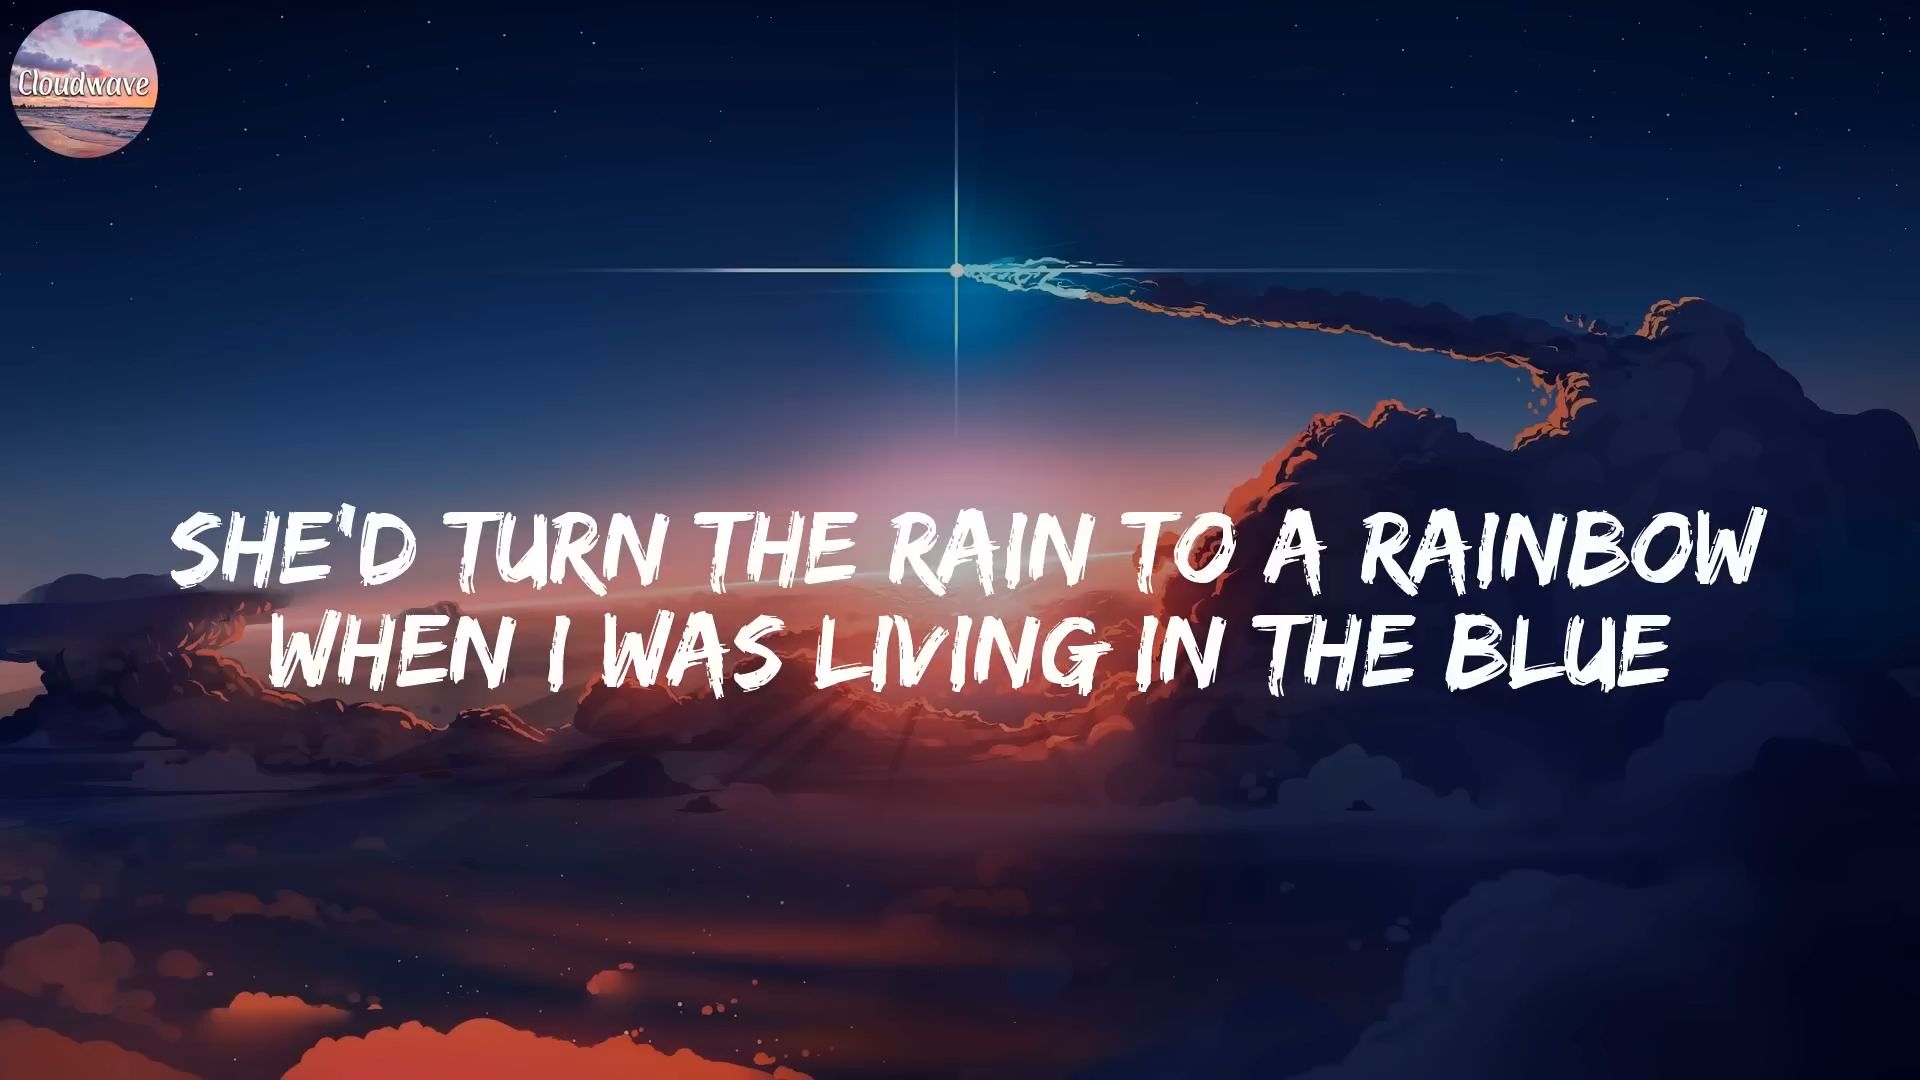 Cloudwave
SHE'D TURN THE RAIN TO A RAINBOW
WHEN I WAS LIVING IN THE BLUE